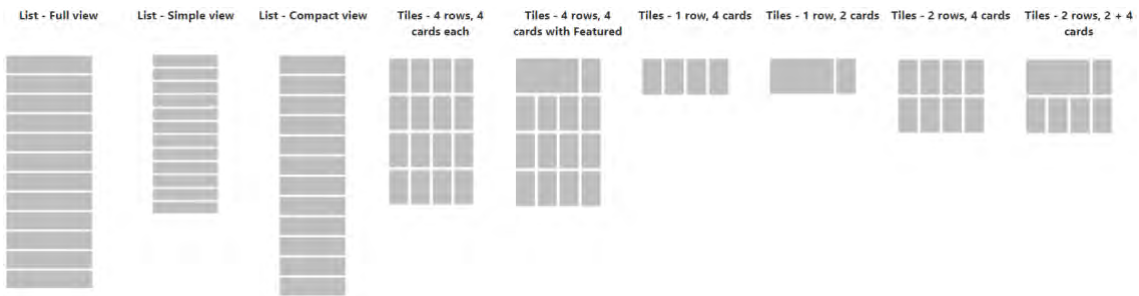 List - Full view
List - Simple view
List - Compact view
Tiles - 4 rows, 4
cards each
Tiles - 4 rows, 4
cards with Featured
Tiles - 1 row, 4 cards
Tiles - 1 row, 2 cards
Tiles - 2 rows, 4 cards
Tiles - 2 rows, 2 + 4
cards